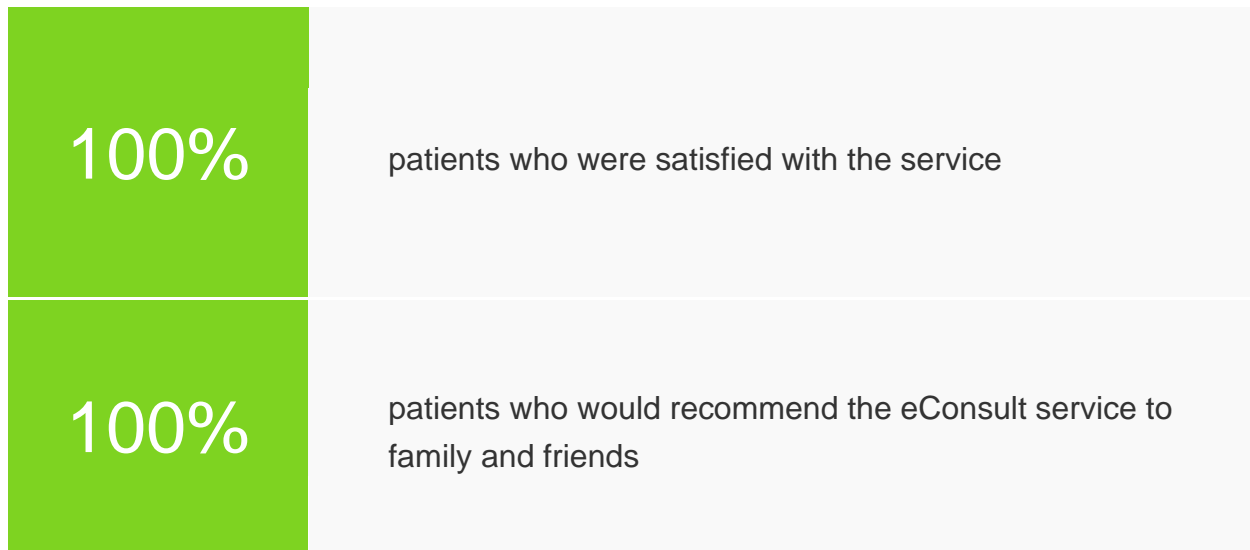 100%
patients who were satisfied with the service
100%
patients who would recommend the eConsult service to
family and friends